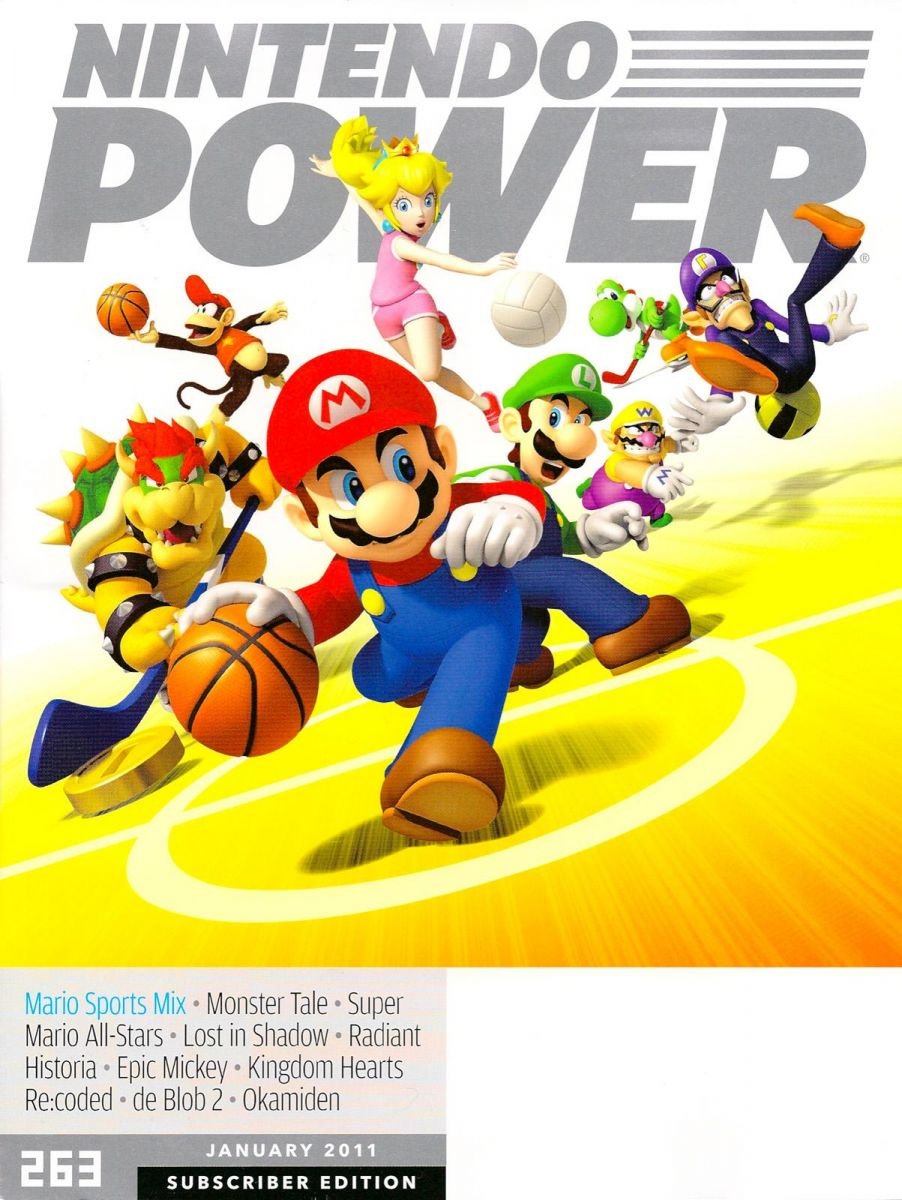 NINTENDO
POWER®
M
L
W
Mario Sports Mix • Monster Tale • Super
Mario All-Stars • Lost in Shadow • Radiant
Historia • Epic Mickey • Kingdom Hearts
Re:coded • de Blob 2 • Okamiden
263
JANUARY 2011
SUBSCRIBER EDITION